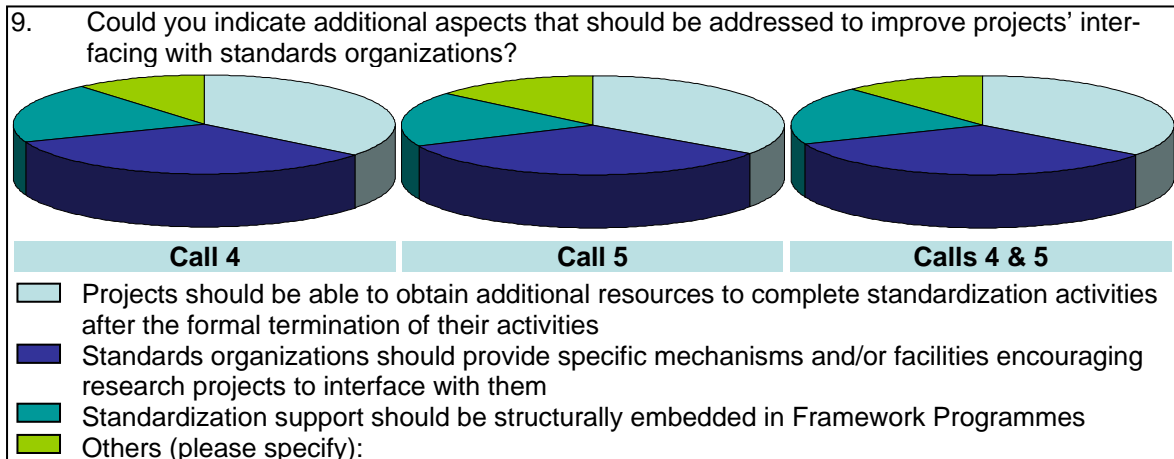 9. Could you indicate additional aspects that should be addressed to improve projects' inter-
facing with standards organizations?
Call 4 Call 5 Calls 4 & 5
Projects should be able to obtain additional resources to complete standardization activities
after the formal termination of their activities
Standards organizations should provide specific mechanisms and/or facilities encouraging
research projects to interface with them
Standardization support should be structurally embedded in Framework Programmes
Others (please specify):